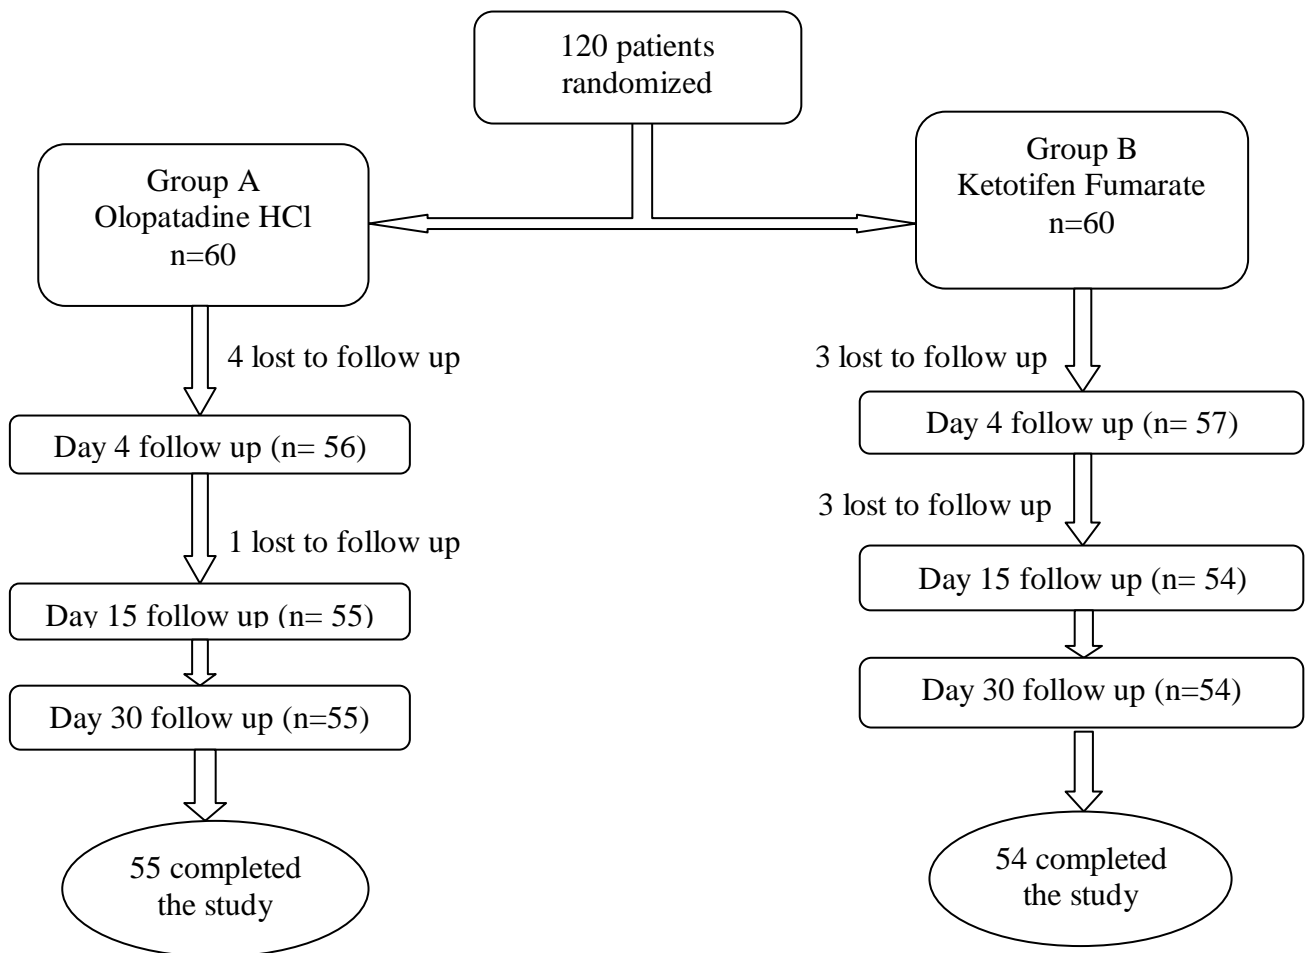 120 patients
randomized
Group A
Olopatadine HCl
n=60
Group B
Ketotifen Fumarate
n=60
4 lost to follow up
3 lost to follow up
Day 4 follow up (n= 56)
Day 4 follow up (n= 57)
1 lost to follow up
3 lost to follow up
Day 15 follow up (n= 55)
Day 15 follow up (n= 54)
Day 30 follow up (n=55)
Day 30 follow up (n=54)
55 completed
the study
54 completed
the study